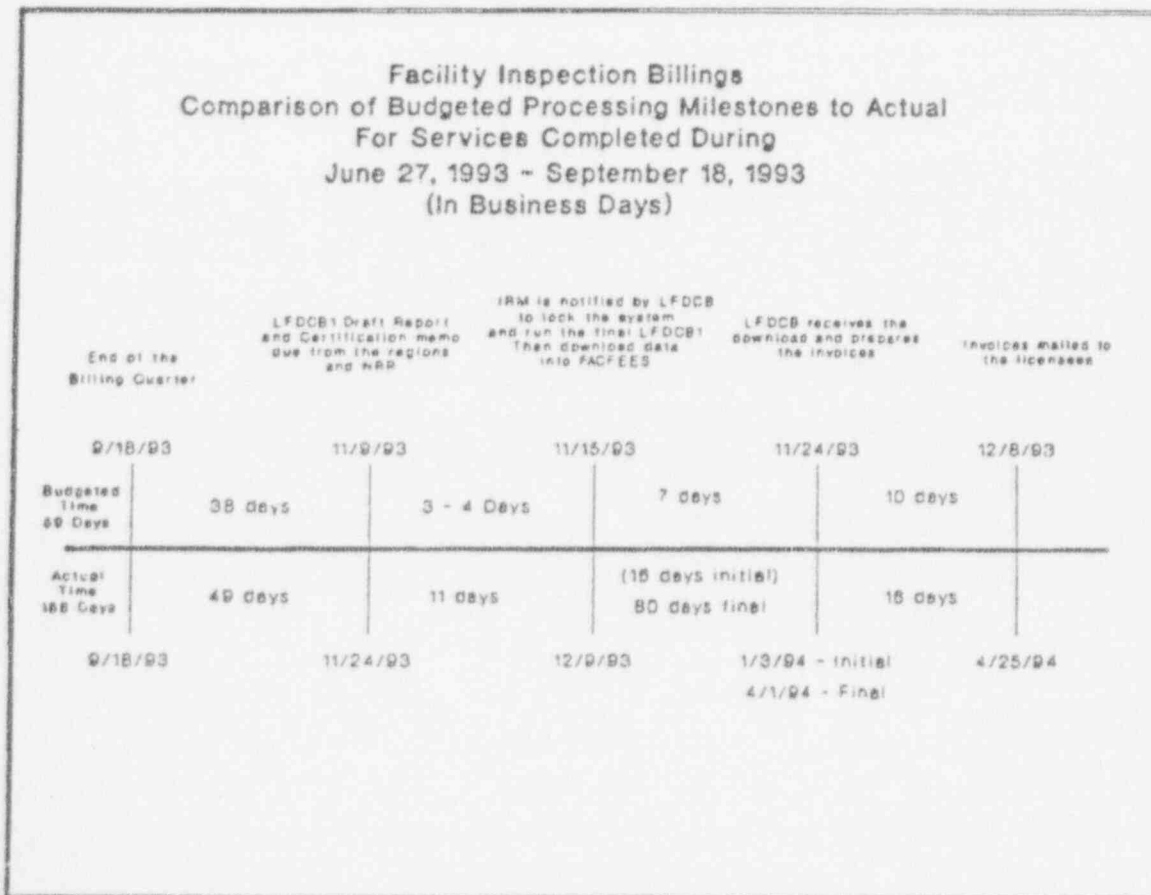 Facility Inspection Billings
Comparison of Budgeted Processing Milestones to Actual
For Services Completed During
June 27, 1993 - September 18, 1993
(In Business Days)
End of the
Billing Quarter
LFDCB1 Draft Report
and Certification memo
due from the regions
and NRR
IRM is notified by LFDCB
to lock the system
and run the final LFDCB1
Then download data
into FACFEES
LFDCB receives the
download and prepares
the invoices
Invoices mailed to
the licensees
9/18/93
11/9/93
11/15/93
11/24/93
12/8/93
Budgeted
Time
Days
38 days
3 - 4 Days
7 days
10 days
Actual
Time
Days
49 days
11 days
(16 days initial)
80 days final
16 days
9/18/93
11/24/93
12/9/93
1/3/94 - Initial
4/1/94 - Final
4/25/94